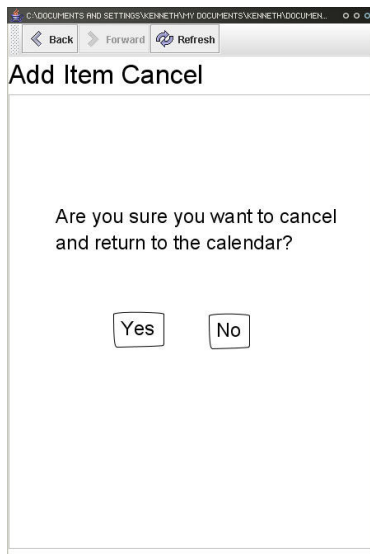 C:\DOCUMENTS AND SETTINGS\KENNETH\MY DOCUMENTS\KENNETH\DOCUMEN...
Back Forward Refresh
Add Item Cancel
Are you sure you want to cancel
and return to the calendar?
Yes No